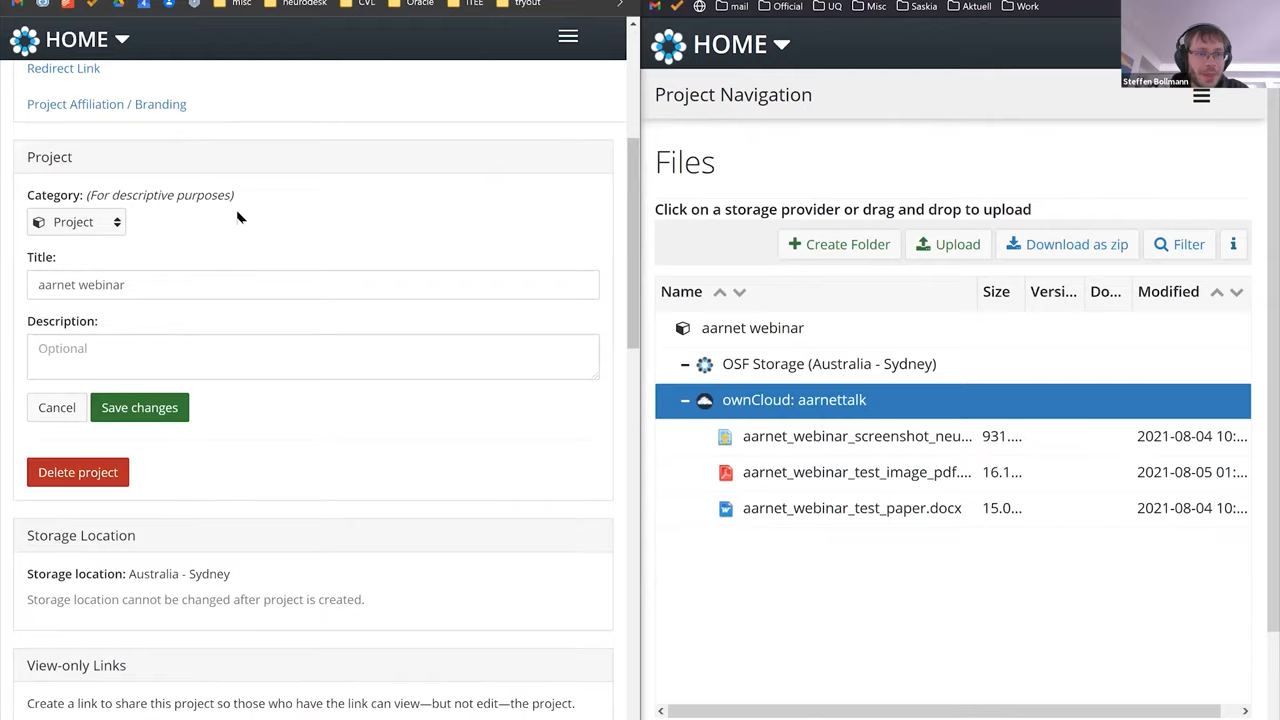 misc
neurodesk
CVL
Oracle
ITEE
tryout
HOME
Redirect Link
Project Affiliation / Branding
Project
Category: (For descriptive purposes)
Project
Title:
aarnet webinar
Description:
Optional
Cancel
Save changes
Delete project
Storage Location
Storage location: Australia - Sydney
Storage location cannot be changed after project is created.
View-only Links
Create a link to share this project so those who have the link can view—but not edit—the project.
mail
Official
UQ
Misc
Saskia
Aktuell
Work
Steffen Bollmann
HOME
Project Navigation
Files
Click on a storage provider or drag and drop to upload
Create Folder
Upload
Download as zip
Filter
Name Size Versi... Do... Modified
aarnet webinar
OSF Storage (Australia - Sydney)
ownCloud: aarnettalk
aarnet_webinar_screenshot_neu... 931.... 2021-08-04 10:...
aarnet_webinar_test_image_pdf.... 16.1... 2021-08-05 01:...
aarnet_webinar_test_paper.docx 15.0... 2021-08-04 10:...